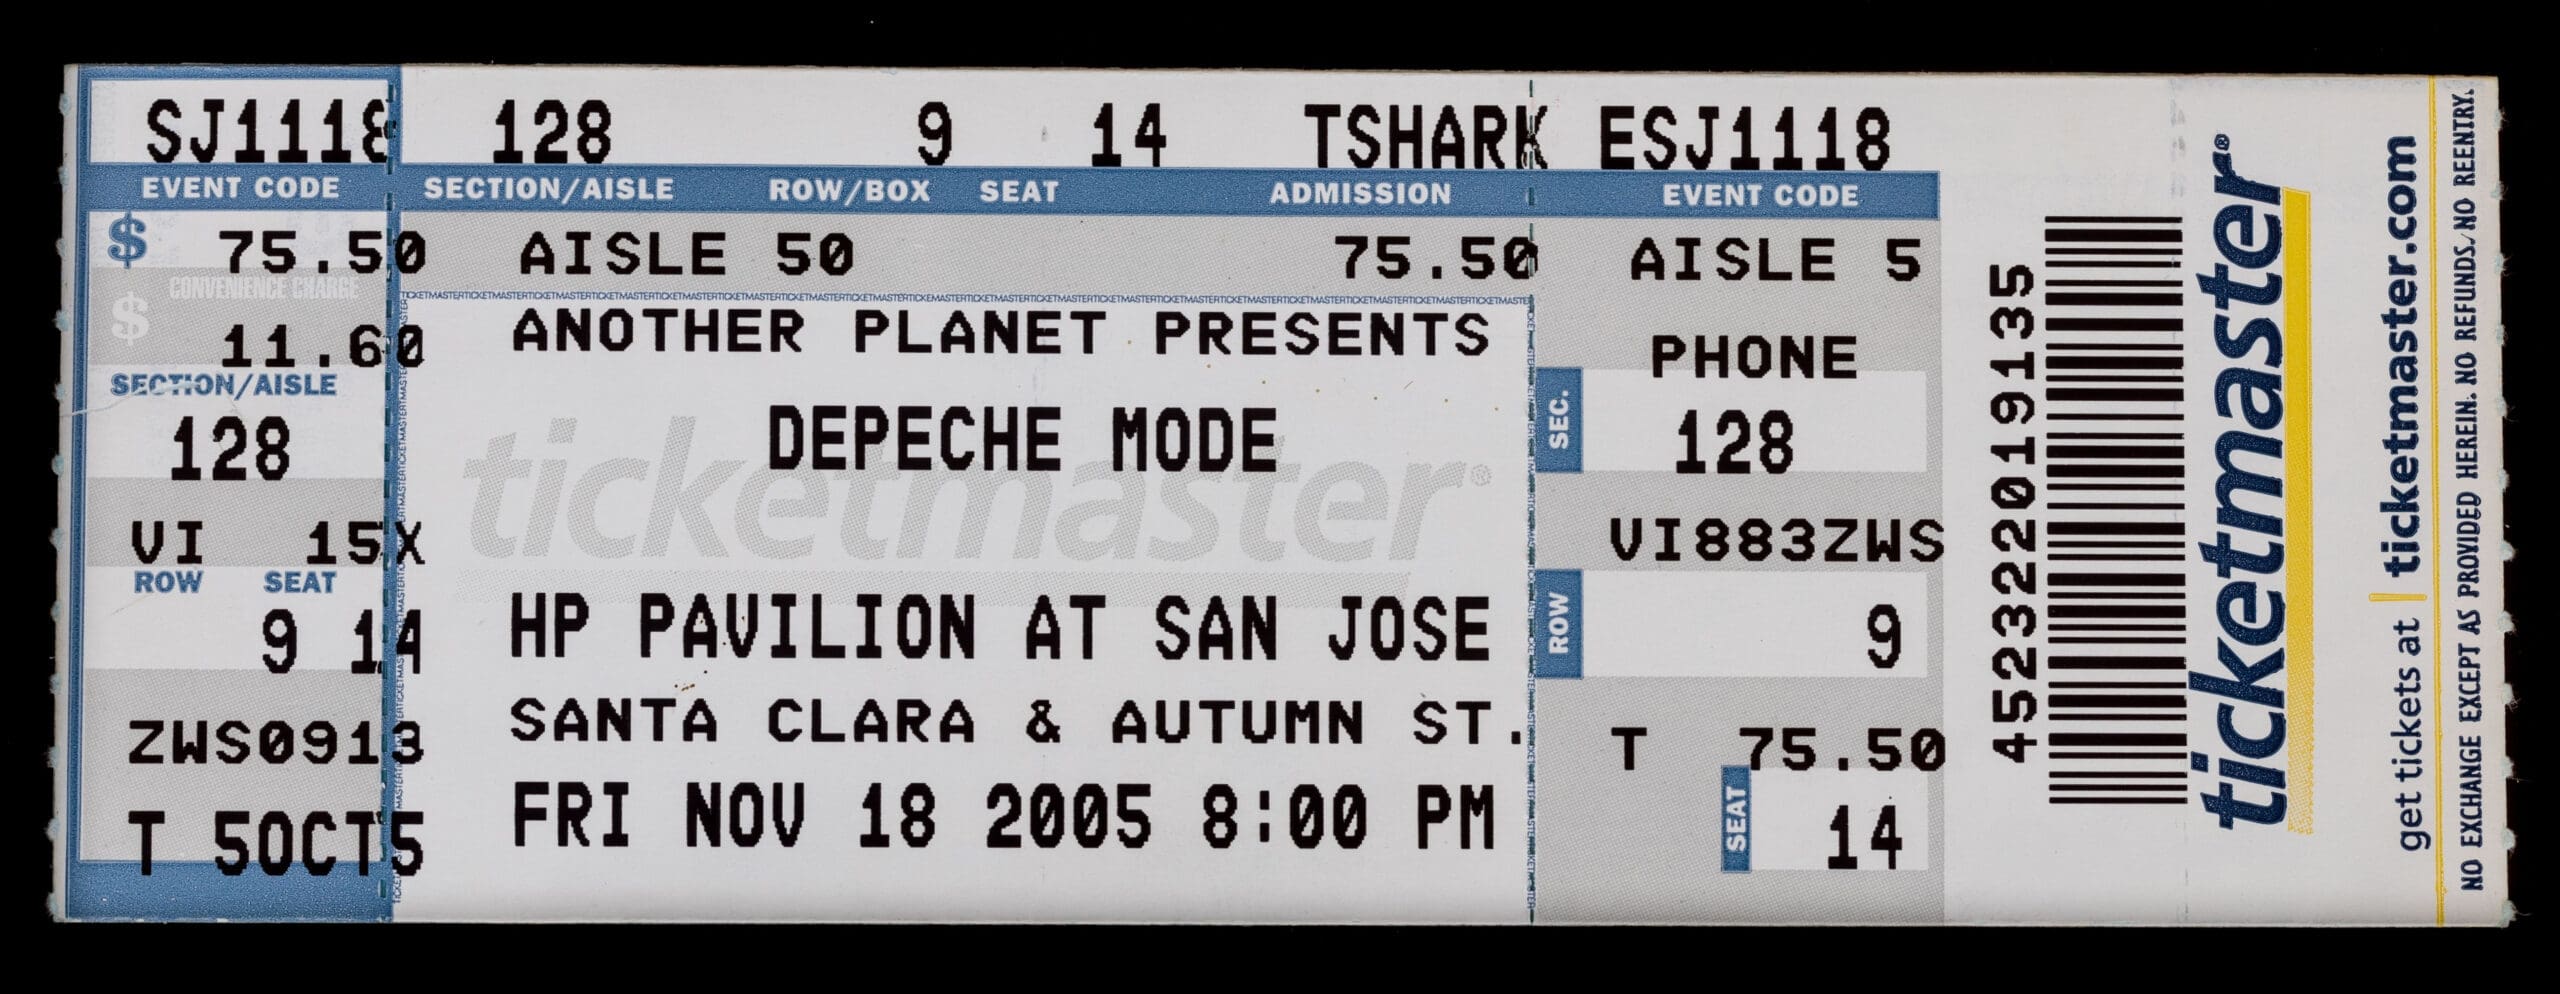 SJ1118 128 9 14 TSHARK ESJ1118
EVENT CODE SECTION/AISLE ROW/BOX SEAT ADMISSION EVENT CODE
$ 75.50 AISLE 50 75.50 AISLE 5
CONVENIENCE CHARGE
$ 11.60
SECTION/AISLE
128
VI 15X
ROW SEAT
9 14
ZWS0913
T 5OCT5
ANOTHER PLANET PRESENTS
DEPECHE MODE
ticketmaster®
HP PAVILION AT SAN JOSE
SANTA CLARA & AUTUMN ST.
FRI NOV 18 2005 8:00 PM
PHONE
SEC. 128
VI883ZWS
ROW 9
T 75.50
SEAT 14
452322019135
ticketmaster®
get tickets at | ticketmaster.com
NO EXCHANGE EXCEPT AS PROVIDED HEREIN. NO REFUNDS. NO REENTRY.